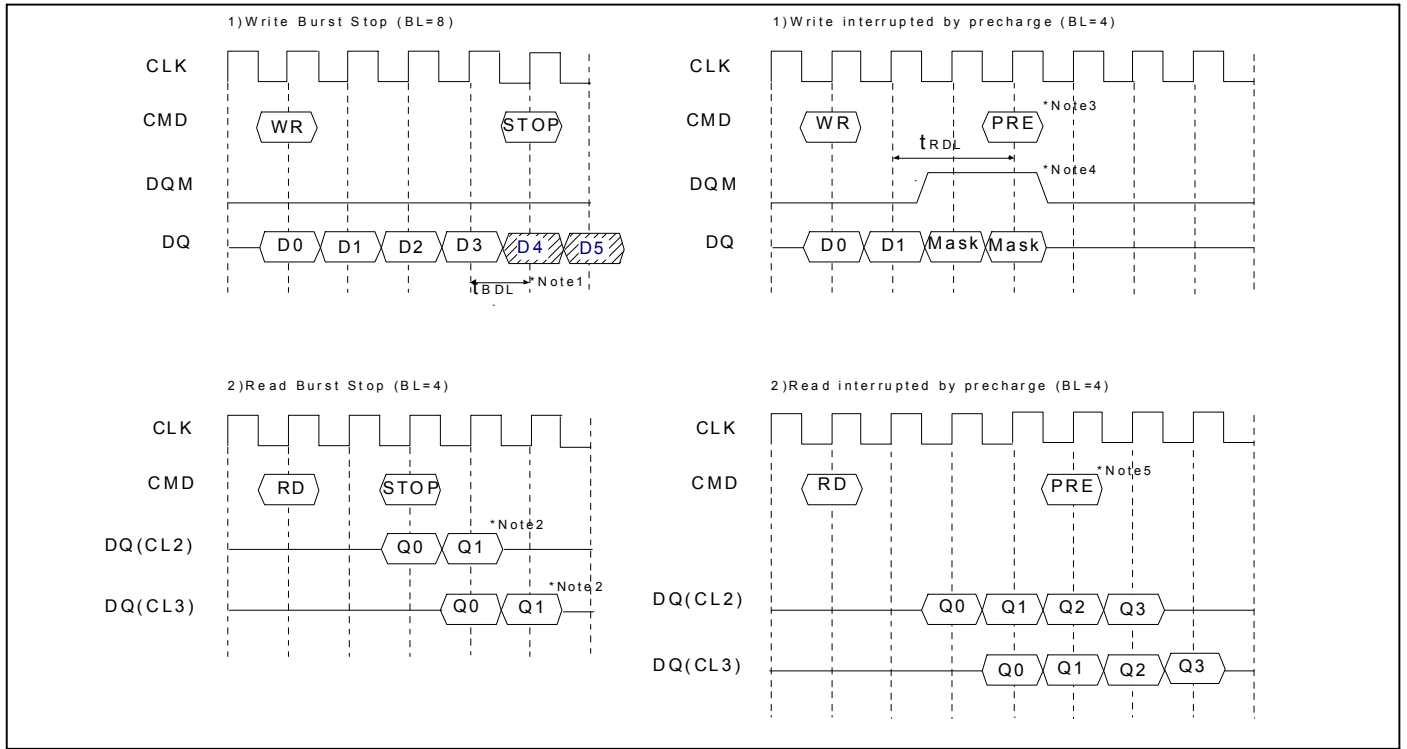 1)Write Burst Stop (BL=8)
CLK
CMD WR STOP
DQM
DQ D0 D1 D2 D3 D4 D5
tBDL *Note1
1)Write interrupted by precharge (BL=4)
CLK
CMD WR PRE *Note3
tRDL
DQM *Note4
DQ D0 D1 Mask Mask
2)Read Burst Stop (BL=4)
CLK
CMD RD STOP
DQ(CL2) Q0 Q1 *Note2
DQ(CL3) Q0 Q1 *Note2
2)Read interrupted by precharge (BL=4)
CLK
CMD RD PRE *Note5
DQ(CL2) Q0 Q1 Q2 Q3
DQ(CL3) Q0 Q1 Q2 Q3